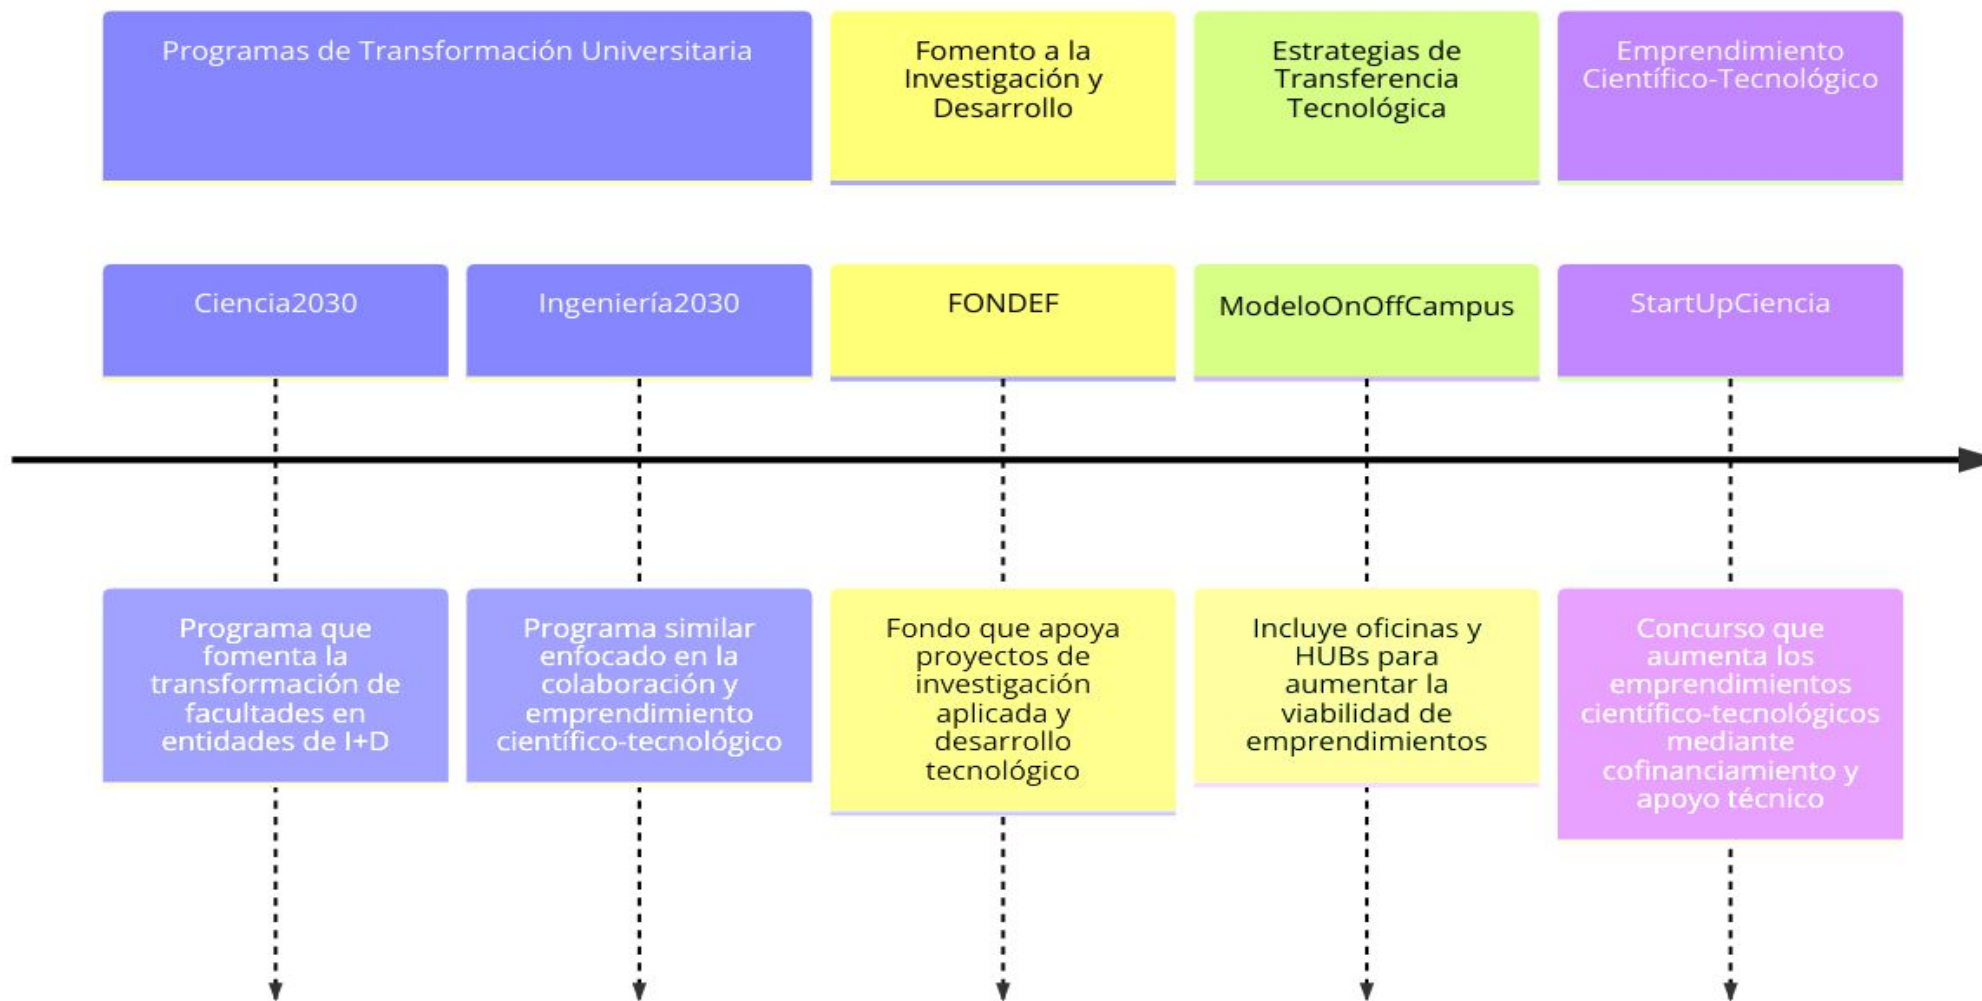 Programas de Transformación Universitaria
Fomento a la
Investigación y
Desarrollo
Estrategias de
Transferencia
Tecnológica
Emprendimiento
Científico-Tecnológico
Ciencia2030
Ingeniería2030
FONDEF
ModeloOnOffCampus
StartUpCiencia
Programa que
fomenta la
transformación de
facultades en
entidades de I+D
Programa similar
enfocado en la
colaboración y
emprendimiento
científico-tecnológico
Fondo que apoya
proyectos de
investigación
aplicada y
desarrollo
tecnológico
Incluye oficinas y
HUBs para
aumentar la
viabilidad de
emprendimientos
Concurso que
aumenta los
emprendimientos
científico-tecnológicos
mediante
cofinanciamiento y
apoyo técnico